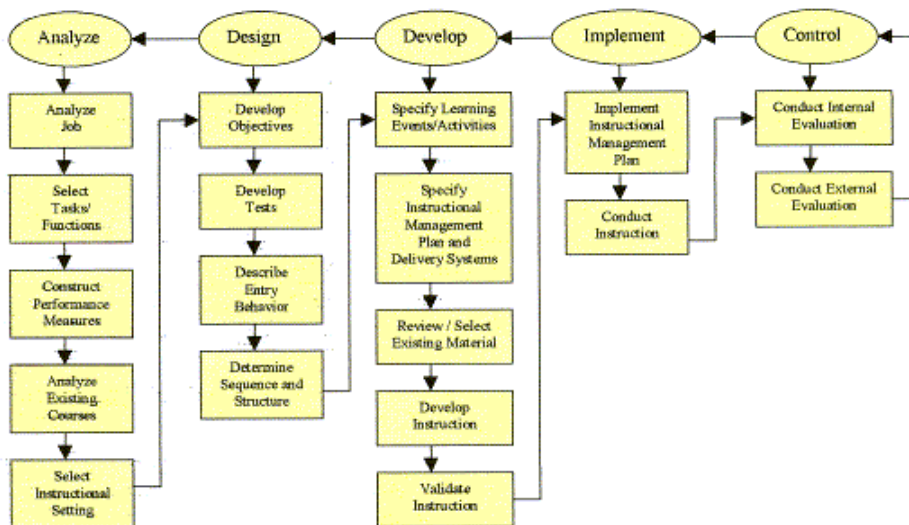 Analyze
Design
Develop
Implement
Control
Analyze
Job
Select
Tasks/
Functions
Construct
Performance
Measures
Analyze
Existing
Courses
Select
Instructional
Setting
Develop
Objectives
Develop
Tests
Describe
Entry
Behavior
Determine
Sequence and
Structure
Specify Learning
Events/Activities
Specify
Instructional
Management
Plan and
Delivery Systems
Review / Select
Existing Material
Develop
Instruction
Validate
Instruction
Implement
Instructional
Management
Plan
Conduct
Instruction
Conduct Internal
Evaluation
Conduct External
Evaluation